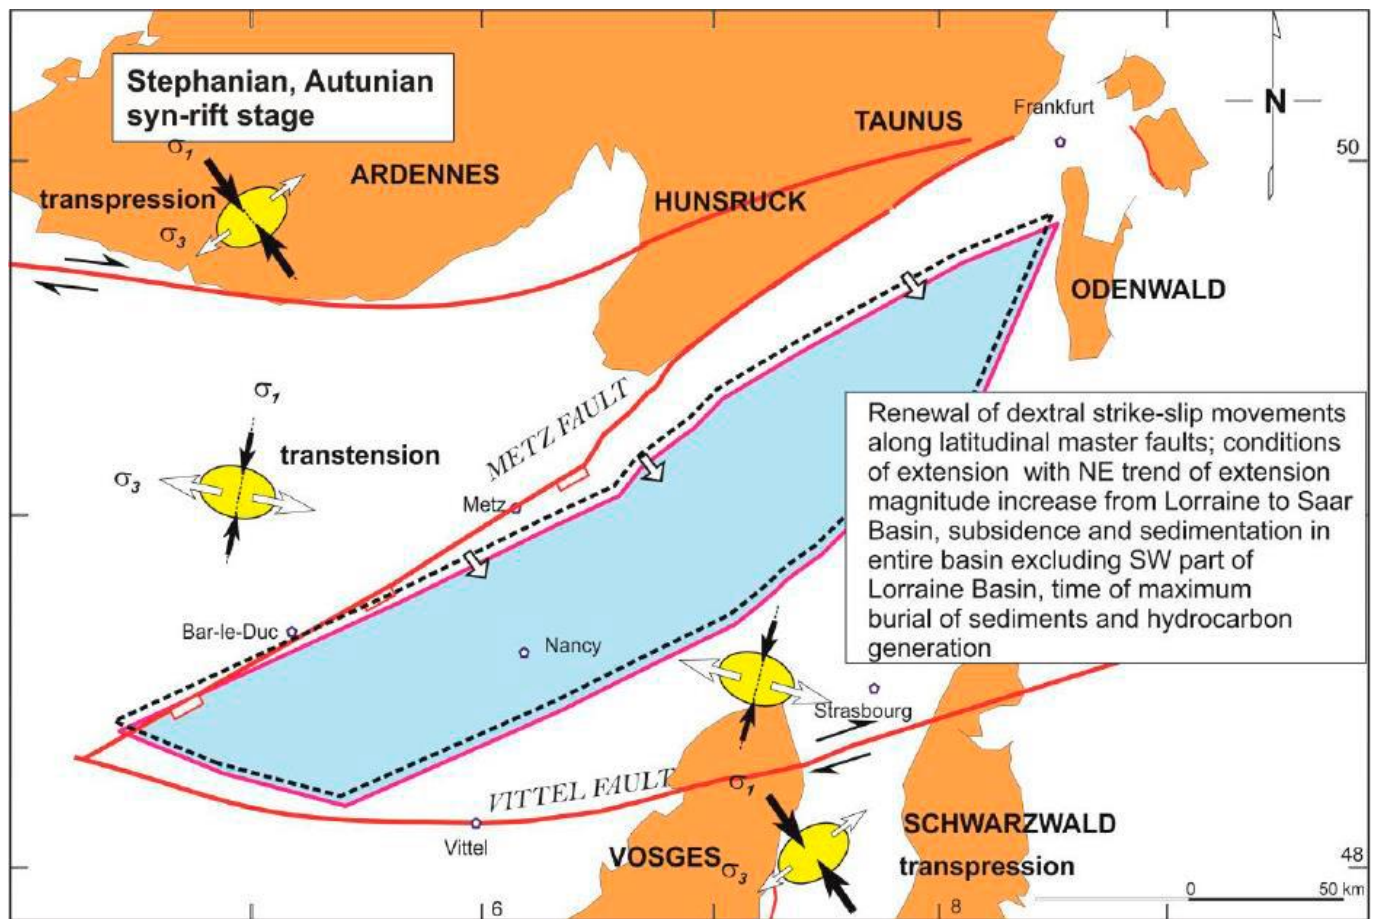 Stephanian, Autunian
syn-rift stage
Frankfurt
N
TAUNUS
50
σ1
ARDENNES
transpression
HUNSRUCK
σ3
ODENWALD
σ1
METZ FAULT
transtension
σ3
Metz
Renewal of dextral strike-slip movements
along latitudinal master faults; conditions
of extension with NE trend of extension
magnitude increase from Lorraine to Saar
Basin, subsidence and sedimentation in
entire basin excluding SW part of
Lorraine Basin, time of maximum
burial of sediments and hydrocarbon
generation
Bar-le-Duc
Nancy
Strasbourg
σ1
VITTEL FAULT
SCHWARZWALD
Vittel
VOSGES
σ3
transpression
48
0 50 km
6
8